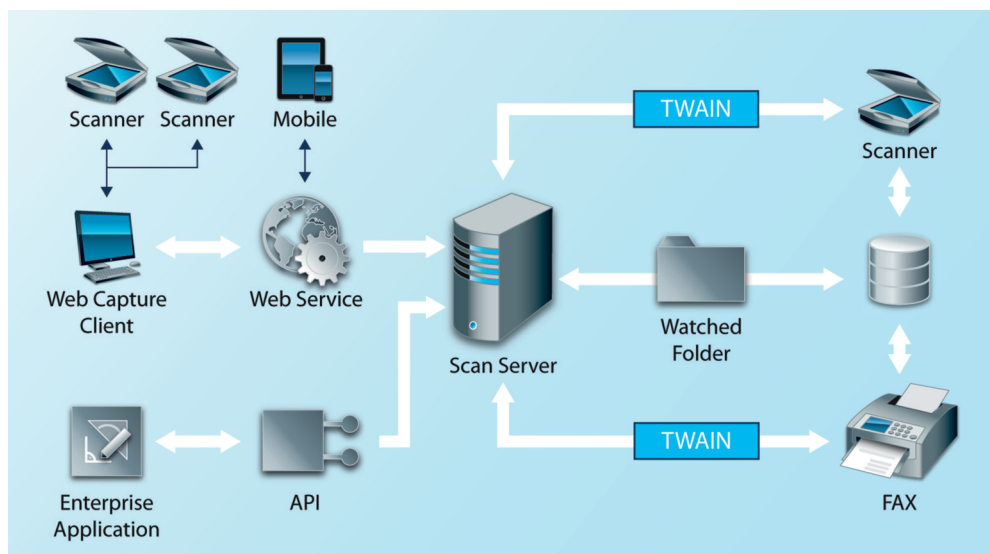 Scanner
Scanner
Mobile
TWAIN
Scanner
Web Capture
Client
Web Service
Scan Server
Watched
Folder
TWAIN
Enterprise
Application
API
FAX